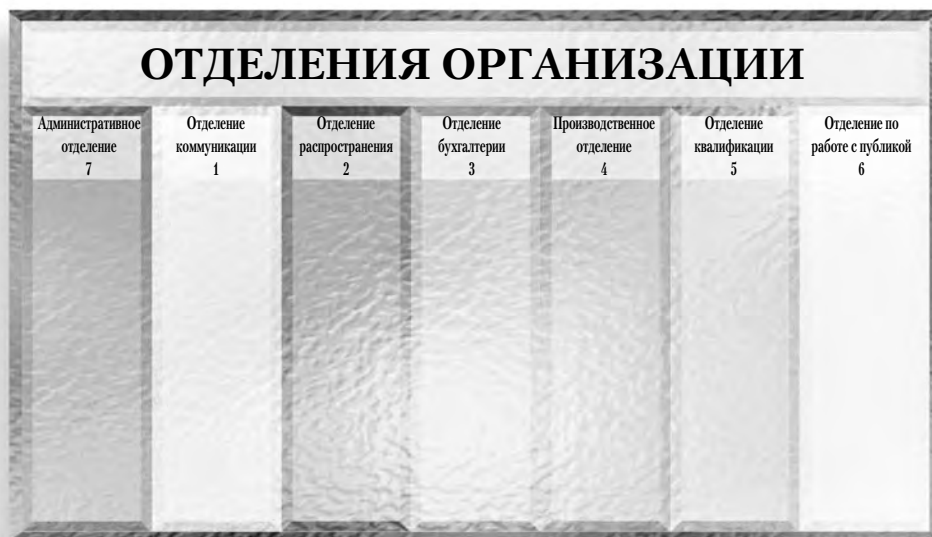 ОТДЕЛЕНИЯ ОРГАНИЗАЦИИ
Административное
отделение
7
Отделение
коммуникации
1
Отделение
распространения
2
Отделение
бухгалтерии
3
Производственное
отделение
4
Отделение
квалификации
5
Отделение по
работе с публикой
6